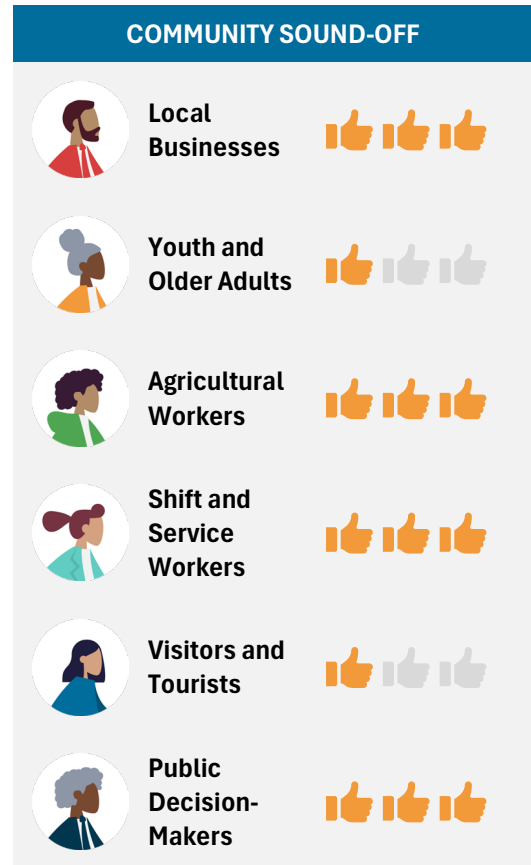 COMMUNITY SOUND-OFF
Local
Businesses
Youth and
Older Adults
Agricultural
Workers
Shift and
Service
Workers
Visitors and
Tourists
Public
Decision-
Makers